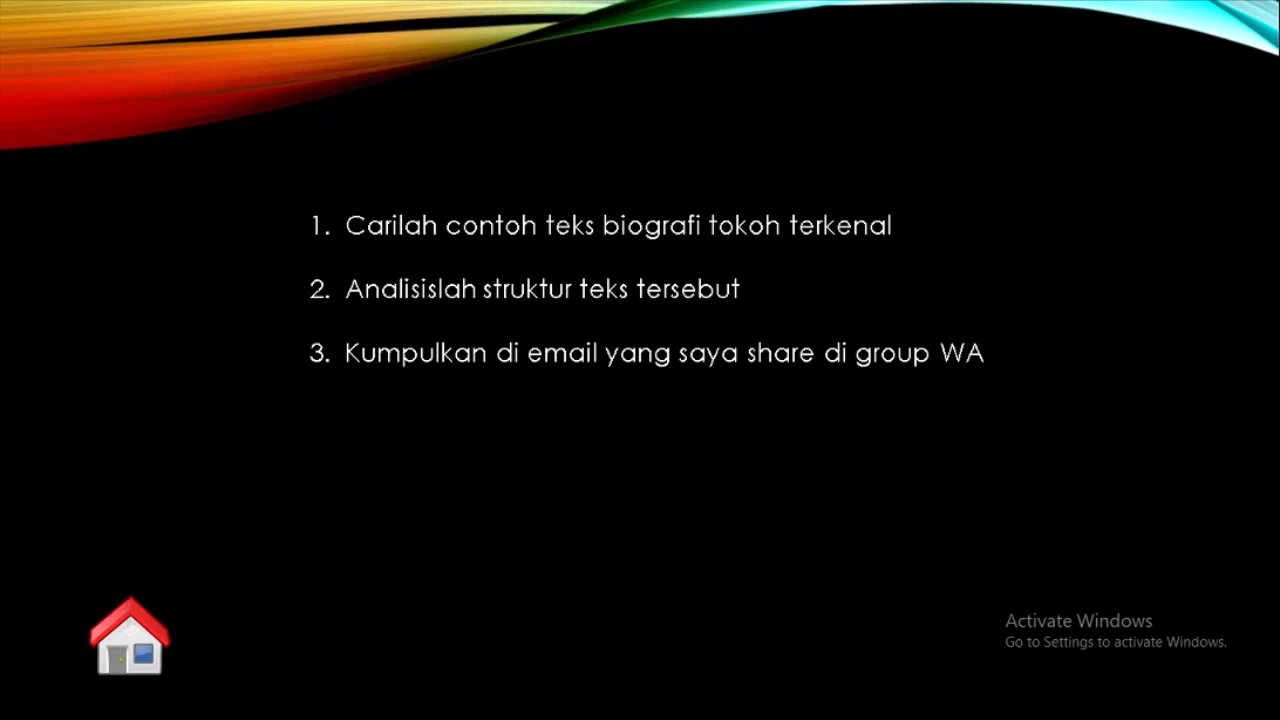 1. Carilah contoh teks biografi tokoh terkenal
2. Analisislah struktur teks tersebut
3. Kumpulkan di email yang saya share di group WA
Activate Windows
Go to Settings to activate Windows.